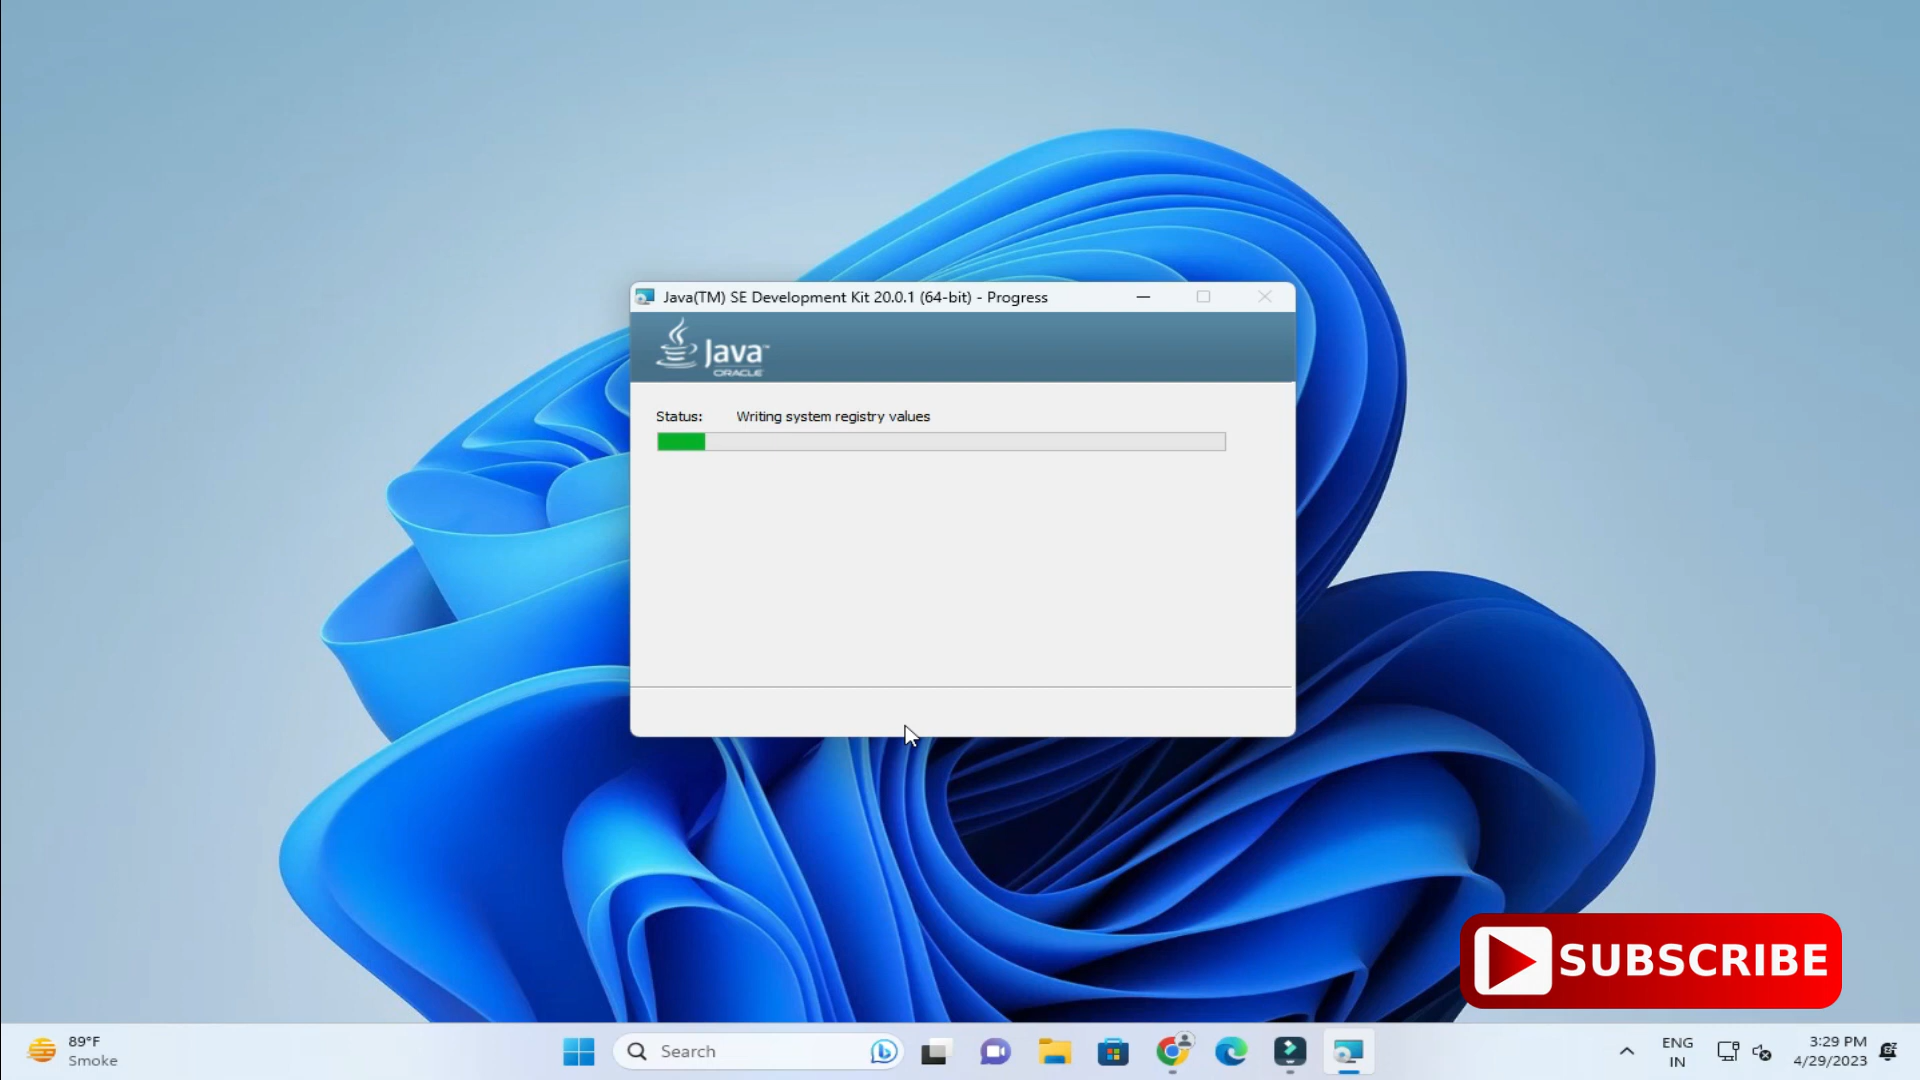 Java(TM) SE Development Kit 20.0.1 (64-bit) - Progress
Java™
ORACLE
Status: Writing system registry values
SUBSCRIBE
89°F
Smoke
Search
ENG
IN
3:29 PM
4/29/2023